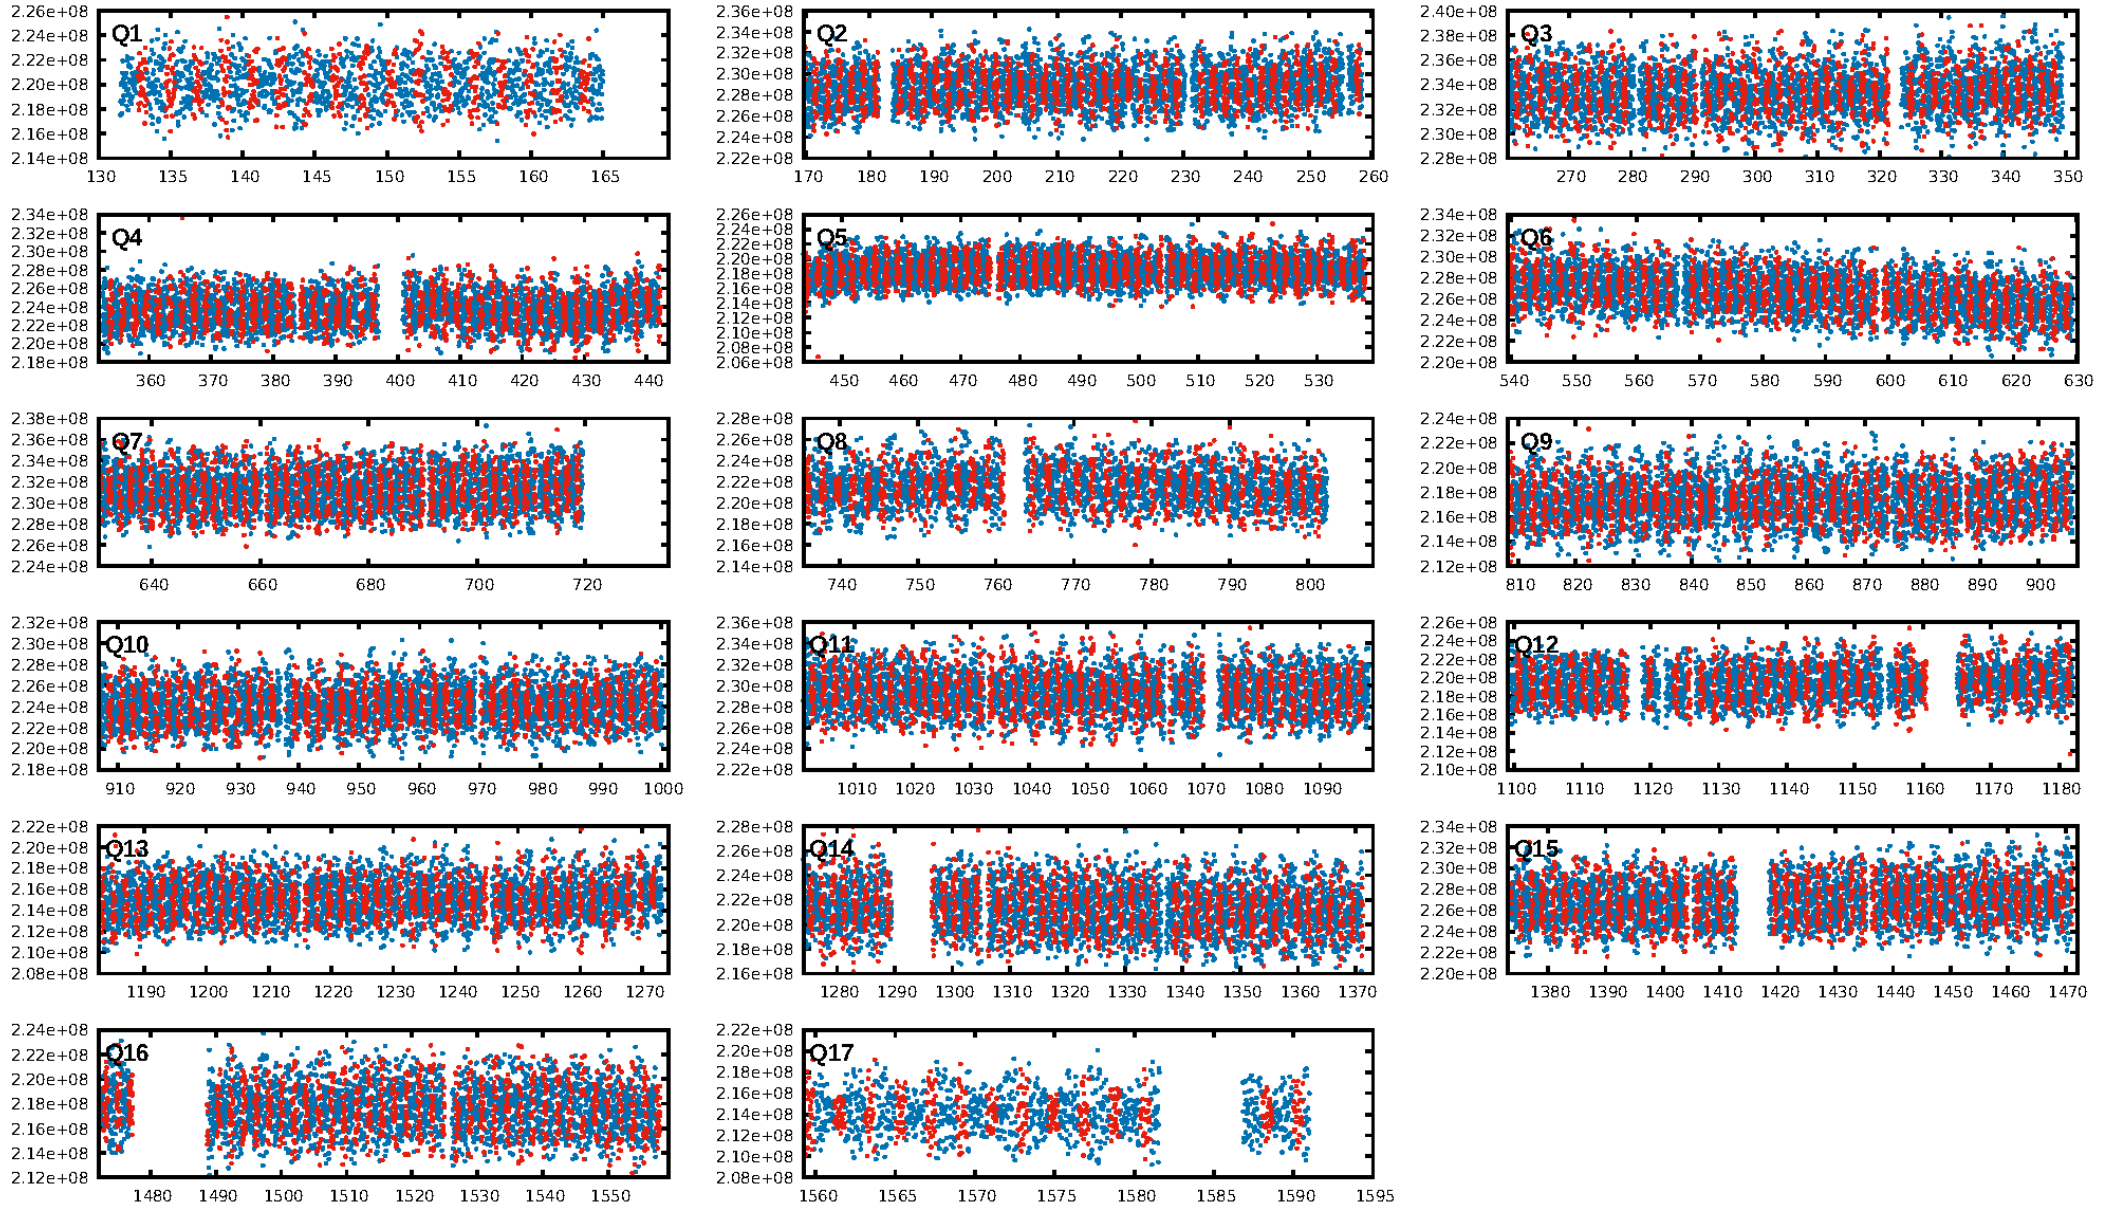 2.26e+08 2.24e+08 2.22e+08 2.20e+08 2.18e+08 2.16e+08 2.14e+08
Q1
130 135 140 145 150 155 160 165
2.36e+08 2.34e+08 2.32e+08 2.30e+08 2.28e+08 2.26e+08 2.24e+08 2.22e+08
Q2
170 180 190 200 210 220 230 240 250 260
2.40e+08 2.38e+08 2.36e+08 2.34e+08 2.32e+08 2.30e+08 2.28e+08
Q3
270 280 290 300 310 320 330 340 350
2.34e+08 2.32e+08 2.30e+08 2.28e+08 2.26e+08 2.24e+08 2.22e+08 2.20e+08 2.18e+08
Q4
360 370 380 390 400 410 420 430 440
2.26e+08 2.24e+08 2.22e+08 2.20e+08 2.18e+08 2.16e+08 2.14e+08 2.12e+08 2.10e+08 2.08e+08 2.06e+08
Q5
450 460 470 480 490 500 510 520 530
2.34e+08 2.32e+08 2.30e+08 2.28e+08 2.26e+08 2.24e+08 2.22e+08 2.20e+08
Q6
540 550 560 570 580 590 600 610 620 630
2.38e+08 2.36e+08 2.34e+08 2.32e+08 2.30e+08 2.28e+08 2.26e+08 2.24e+08
Q7
640 660 680 700 720
2.28e+08 2.26e+08 2.24e+08 2.22e+08 2.20e+08 2.18e+08 2.16e+08 2.14e+08
Q8
740 750 760 770 780 790 800
2.24e+08 2.22e+08 2.20e+08 2.18e+08 2.16e+08 2.14e+08 2.12e+08
Q9
810 820 830 840 850 860 870 880 890 900
2.32e+08 2.30e+08 2.28e+08 2.26e+08 2.24e+08 2.22e+08 2.20e+08 2.18e+08
Q10
910 920 930 940 950 960 970 980 990 1000
2.36e+08 2.34e+08 2.32e+08 2.30e+08 2.28e+08 2.26e+08 2.24e+08 2.22e+08
Q11
1010 1020 1030 1040 1050 1060 1070 1080 1090
2.26e+08 2.24e+08 2.22e+08 2.20e+08 2.18e+08 2.16e+08 2.14e+08 2.12e+08 2.10e+08
Q12
1100 1110 1120 1130 1140 1150 1160 1170 1180
2.22e+08 2.20e+08 2.18e+08 2.16e+08 2.14e+08 2.12e+08 2.10e+08 2.08e+08
Q13
1190 1200 1210 1220 1230 1240 1250 1260 1270
2.28e+08 2.26e+08 2.24e+08 2.22e+08 2.20e+08 2.18e+08 2.16e+08
Q14
1280 1290 1300 1310 1320 1330 1340 1350 1360 1370
2.34e+08 2.32e+08 2.30e+08 2.28e+08 2.26e+08 2.24e+08 2.22e+08 2.20e+08
Q15
1380 1390 1400 1410 1420 1430 1440 1450 1460 1470
2.24e+08 2.22e+08 2.20e+08 2.18e+08 2.16e+08 2.14e+08 2.12e+08
Q16
1480 1490 1500 1510 1520 1530 1540 1550
2.22e+08 2.20e+08 2.18e+08 2.16e+08 2.14e+08 2.12e+08 2.10e+08 2.08e+08
Q17
1560 1565 1570 1575 1580 1585 1590 1595